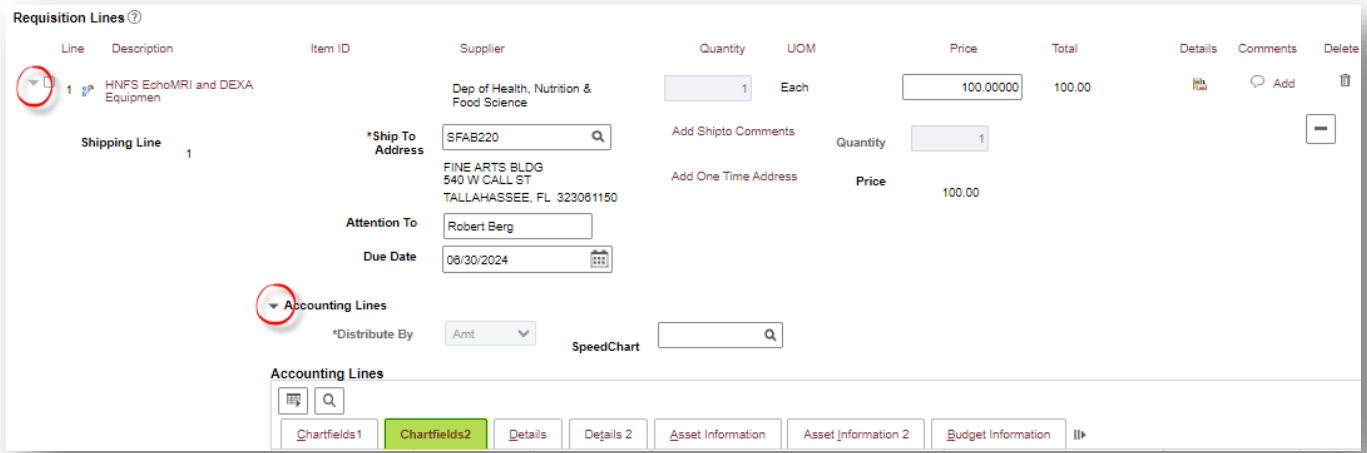 Requisition Lines ?
Line Description Item ID Supplier Quantity UOM Price Total Details Comments Delete
1 HNFS EchoMRI and DEXA Equipmen Dep of Health, Nutrition & Food Science 1 Each 100.00000 100.00 Add
Shipping Line 1 *Ship To Address SFAB220 Add Shipto Comments Quantity 1
FINE ARTS BLDG
540 W CALL ST Add One Time Address Price 100.00
TALLAHASSEE, FL 323061150
Attention To Robert Berg
Due Date 06/30/2024
Accounting Lines
*Distribute By Amt SpeedChart
Accounting Lines
Chartfields1 Chartfields2 Details Details 2 Asset Information Asset Information 2 Budget Information